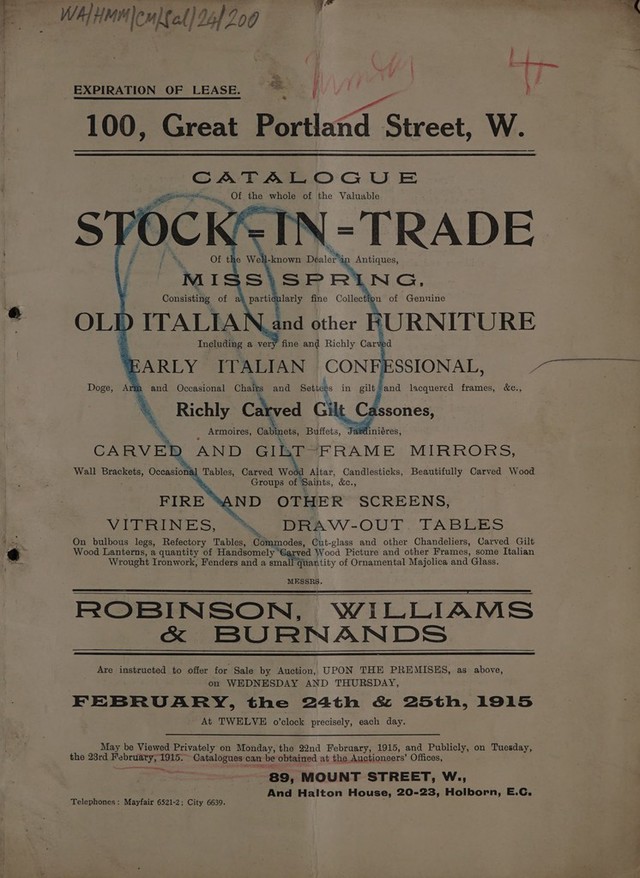 WA/HMM/CM/Sal/24/200
Monday
EXPIRATION OF LEASE.
100, Great Portland Street, W.
CATALOGUE
Of the whole of the Valuable
STOCK=IN=TRADE
Of the Well-known Dealer in Antiques,
MISS SPRING,
Consisting of a particularly fine Collection of Genuine
OLD ITALIAN and other FURNITURE
Including a very fine and Richly Carved
EARLY ITALIAN CONFESSIONAL,
Doge, Arm and Occasional Chairs and Settees in gilt and lacquered frames, &c.,
Richly Carved Gilt Cassones,
Armoires, Cabinets, Buffets, Jardinières,
CARVED AND GILT FRAME MIRRORS,
Wall Brackets, Occasional Tables, Carved Wood Altar, Candlesticks, Beautifully Carved Wood
Groups of Saints, &c.,
FIRE AND OTHER SCREENS,
VITRINES, DRAW-OUT TABLES
On bulbous legs, Refectory Tables, Commodes, Cut-glass and other Chandeliers, Carved Gilt
Wood Lanterns, a quantity of Handsomely Carved Wood Picture and other Frames, some Italian
Wrought Ironwork, Fenders and a small quantity of Ornamental Majolica and Glass.
MESSRS.
ROBINSON, WILLIAMS
& BURNANDS
Are instructed to offer for Sale by Auction, UPON THE PREMISES, as above,
on WEDNESDAY AND THURSDAY,
FEBRUARY, the 24th & 25th, 1915
At TWELVE o'clock precisely, each day.
May be Viewed Privately on Monday, the 22nd February, 1915, and Publicly, on Tuesday,
the 23rd February, 1915. Catalogues can be obtained at the Auctioneers' Offices,
89, MOUNT STREET, W.,
And Halton House, 20-23, Holborn, E.C.
Telephones: Mayfair 6521-2; City 6639.